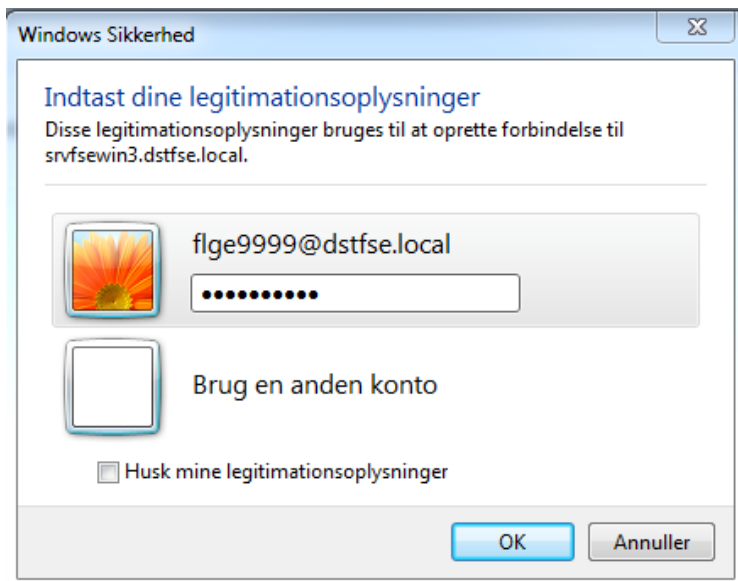 Windows Sikkerhed
Indtast dine legitimationsoplysninger
Disse legitimationsoplysninger bruges til at oprette forbindelse til
srvfsewin3.dstfse.local.
flge9999@dstfse.local
●●●●●●●●●●
Brug en anden konto
Husk mine legitimationsoplysninger
OK
Annuller